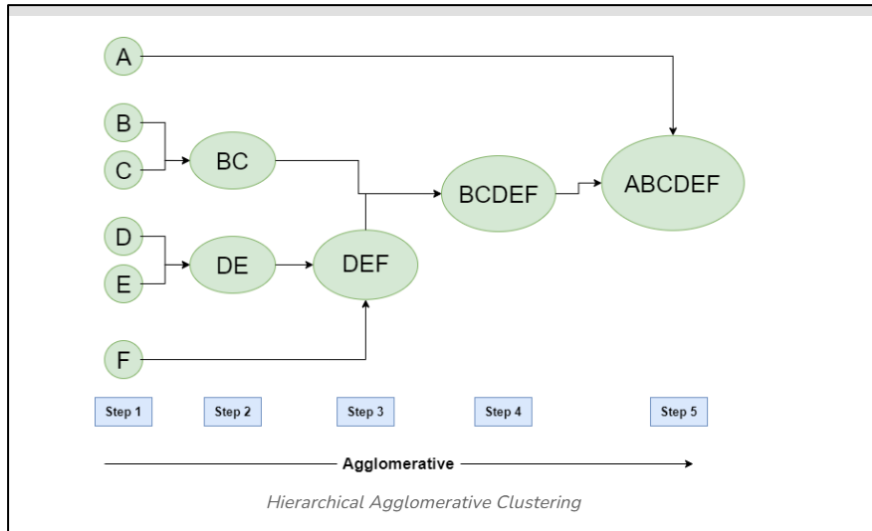 A
B
C
BC
D
E
DE
DEF
F
BCDEF
ABCDEF
Step 1
Step 2
Step 3
Step 4
Step 5
Agglomerative
Hierarchical Agglomerative Clustering